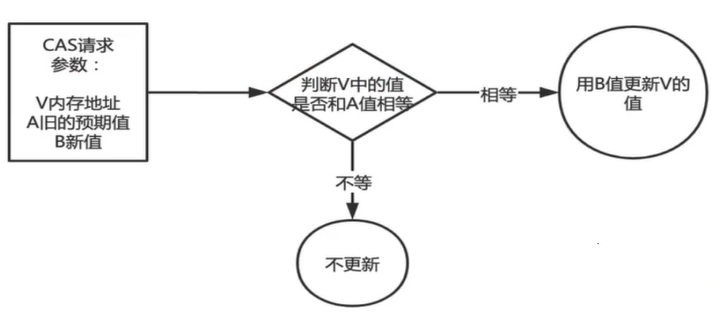 CAS请求
参数：
V内存地址
A旧的预期值
B新值
判断V中的值
是否和A值相等
相等
用B值更新V的
值
不等
不更新